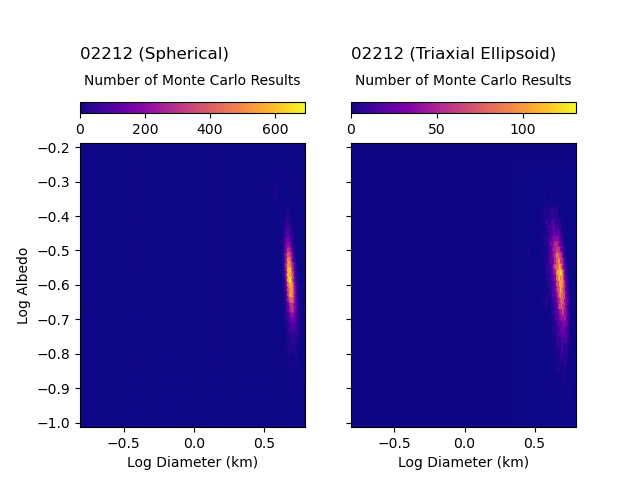 02212 (Spherical)
Number of Monte Carlo Results
0 200 400 600
−0.2
−0.3
−0.4
−0.5
−0.6
−0.7
−0.8
−0.9
−1.0
Log Albedo
−0.5 0.0 0.5
Log Diameter (km)
02212 (Triaxial Ellipsoid)
Number of Monte Carlo Results
0 50 100
−0.5 0.0 0.5
Log Diameter (km)